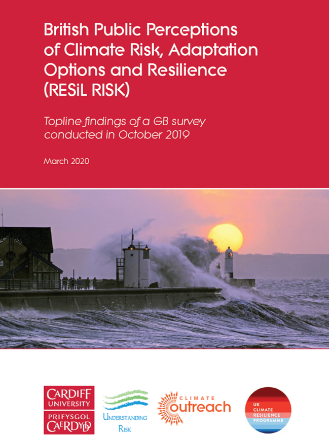 British Public Perceptions
of Climate Risk, Adaptation
Options and Resilience
(RESiL RISK)
Topline findings of a GB survey
conducted in October 2019
March 2020
CARDIFF
UNIVERSITY
PRIFYSGOL
CAERDYDD
UNDERSTANDING
RISK
CLIMATE
outreach
UK
CLIMATE
RESILIENCE
PROGRAMME